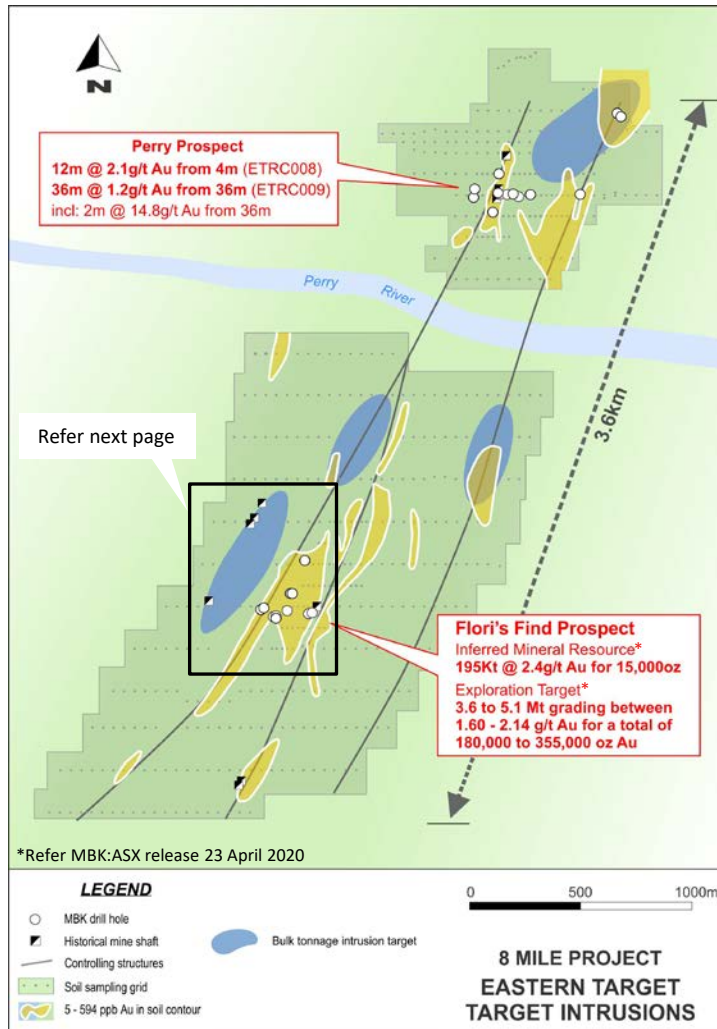 N
Perry Prospect
12m @ 2.1g/t Au from 4m (ETRC008)
36m @ 1.2g/t Au from 36m (ETRC009)
incl: 2m @ 14.8g/t Au from 36m
Perry River
3.6km
Refer next page
Flori's Find Prospect
Inferred Mineral Resource*
195Kt @ 2.4g/t Au for 15,000oz
Exploration Target*
3.6 to 5.1 Mt grading between
1.60 - 2.14 g/t Au for a total of
180,000 to 355,000 oz Au
*Refer MBK:ASX release 23 April 2020
LEGEND
MBK drill hole
Historical mine shaft
Controlling structures
Soil sampling grid
5 - 594 ppb Au in soil contour
Bulk tonnage intrusion target
0 500 1000m
8 MILE PROJECT
EASTERN TARGET
TARGET INTRUSIONS